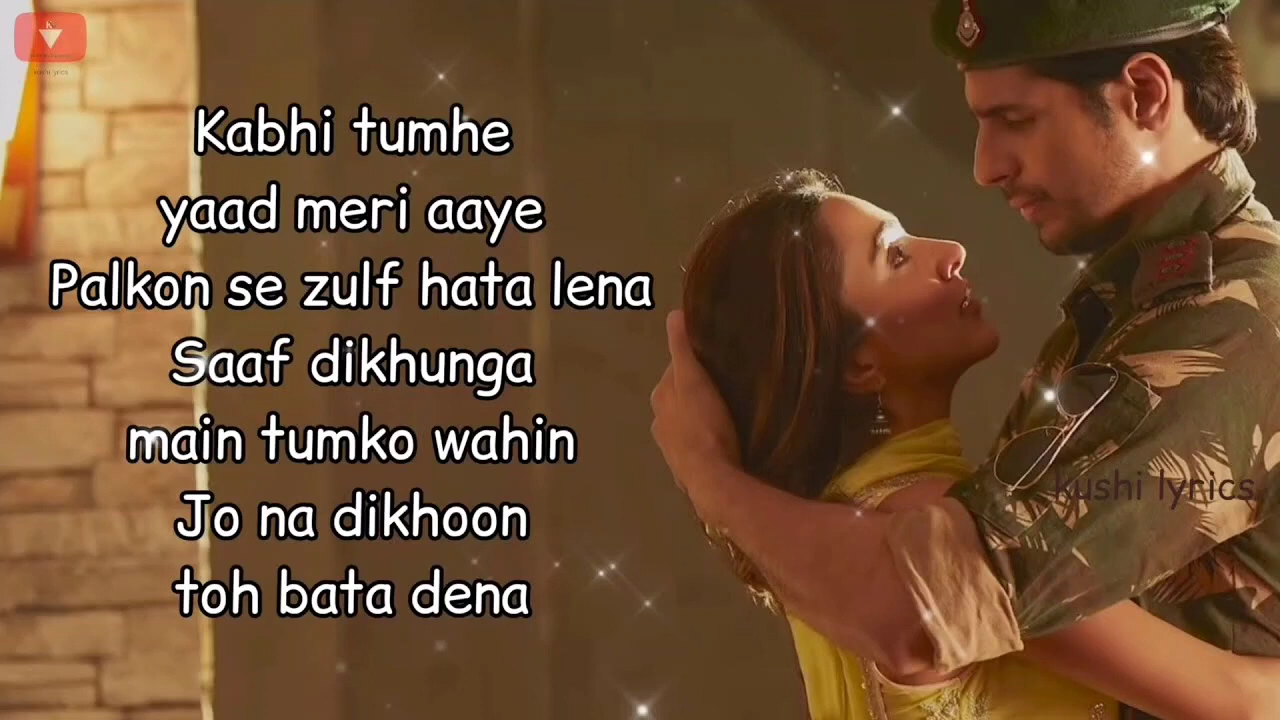 Kabhi tumhe
yaad meri aaye
Palkon se zulf hata lena
Saaf dikhunga
main tumko wahin
Jo na dikhoon
toh bata dena
kushi lyrics